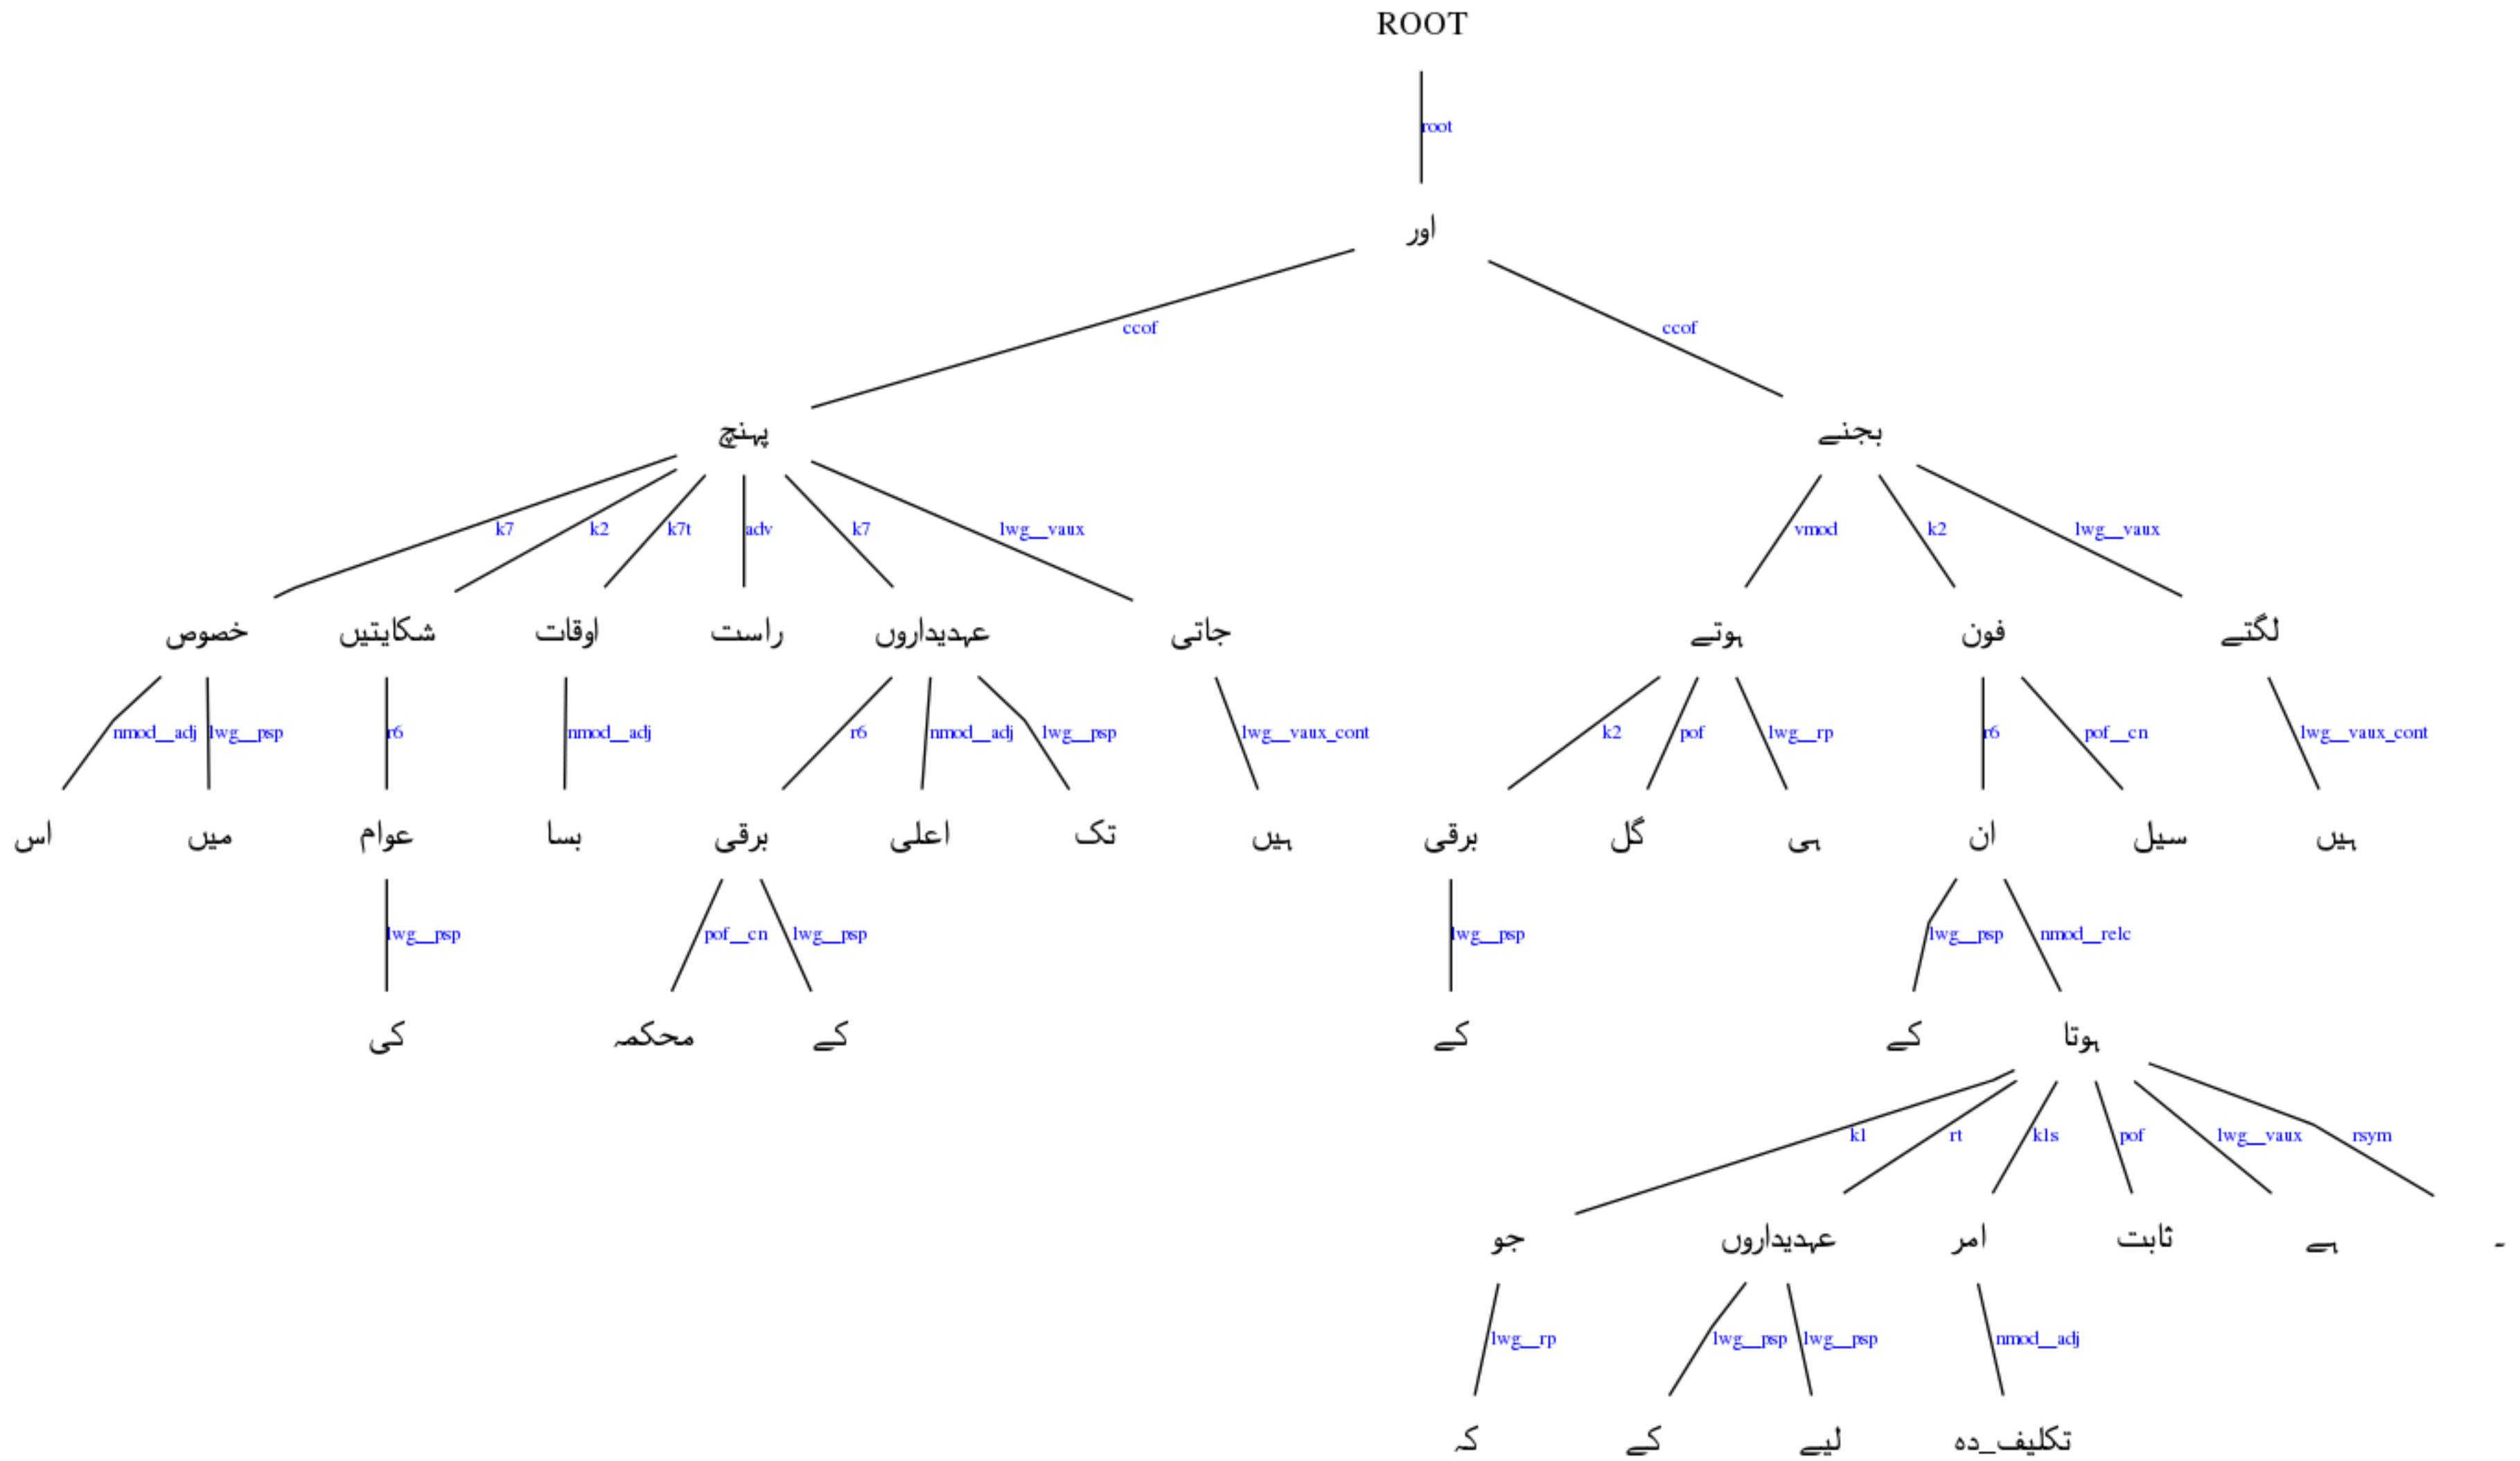 ROOT
root
اور
ccof ccof
پہنچ بجنے
k7 k2 k7t adv k7 lwg__vaux vmod k2 lwg__vaux
خصوص شکایتیں اوقات راست عہدیداروں جاتی ہوتے فون لگتے
nmod__adj lwg__psp r6 nmod__adj r6 nmod__adj lwg__psp lwg__vaux_cont k2 pof lwg__rp r6 pof__cn lwg__vaux_cont
اس میں عوام بسا برقی اعلی تک ہیں برقی گل ہی ان سیل ہیں
lwg__psp pof__cn lwg__psp lwg__psp lwg__psp nmod__relc
کی محکمہ کے کے کے ہوتا
k1 rt k1s pof lwg__vaux rsym
جو عہدیداروں امر ثابت ہے ۔
lwg__rp lwg__psp lwg__psp nmod__adj
کہ کے لیے تکلیف_دہ